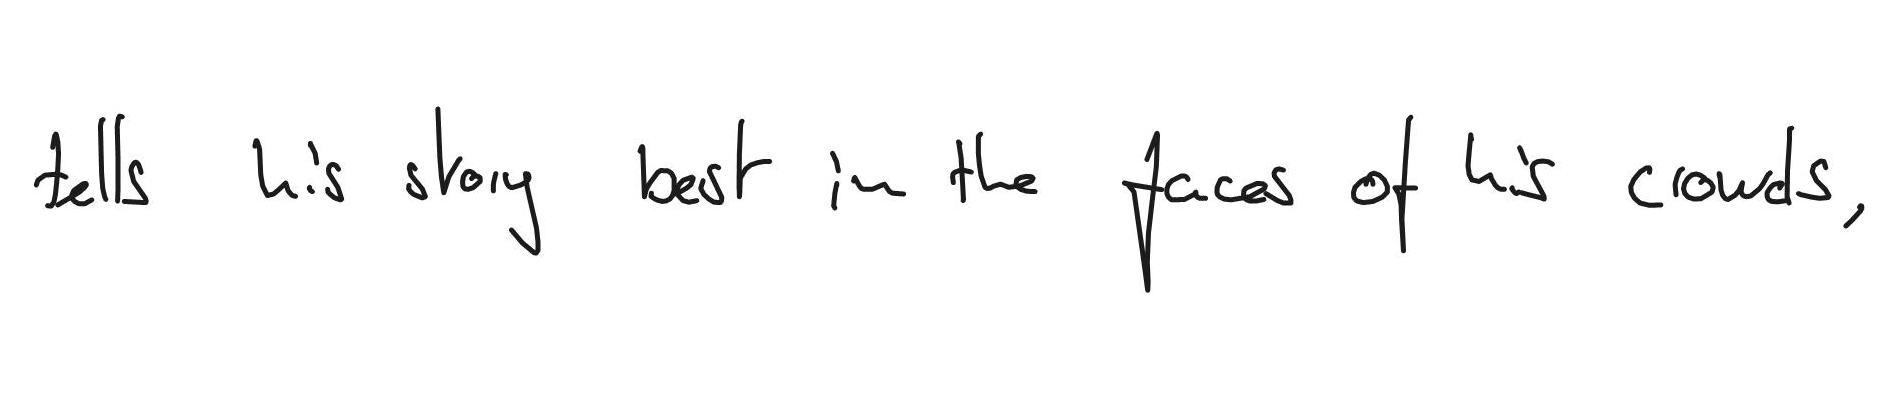 tells his story best in the faces of his crowds,